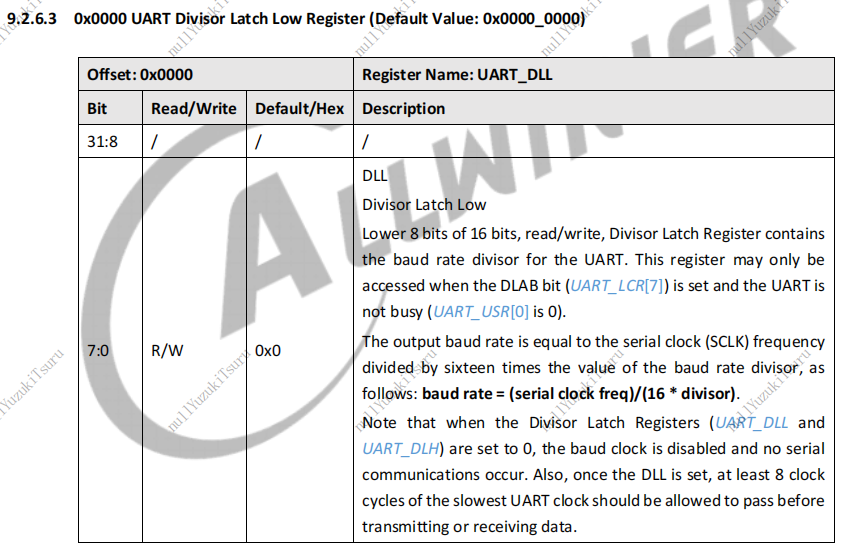 9.2.6.3 0x0000 UART Divisor Latch Low Register (Default Value: 0x0000_0000)
Offset: 0x0000 Register Name: UART_DLL
Bit Read/Write Default/Hex Description
31:8 / / /
DLL
Divisor Latch Low
Lower 8 bits of 16 bits, read/write, Divisor Latch Register contains
the baud rate divisor for the UART. This register may only be
accessed when the DLAB bit (UART_LCR[7]) is set and the UART is
not busy (UART_USR[0] is 0).
7:0 R/W 0x0
The output baud rate is equal to the serial clock (SCLK) frequency
divided by sixteen times the value of the baud rate divisor, as
follows: baud rate = (serial clock freq)/(16 * divisor).
Note that when the Divisor Latch Registers (UART_DLL and
UART_DLH) are set to 0, the baud clock is disabled and no serial
communications occur. Also, once the DLL is set, at least 8 clock
cycles of the slowest UART clock should be allowed to pass before
transmitting or receiving data.
ALLWINNER
nullYuzukiTsuru